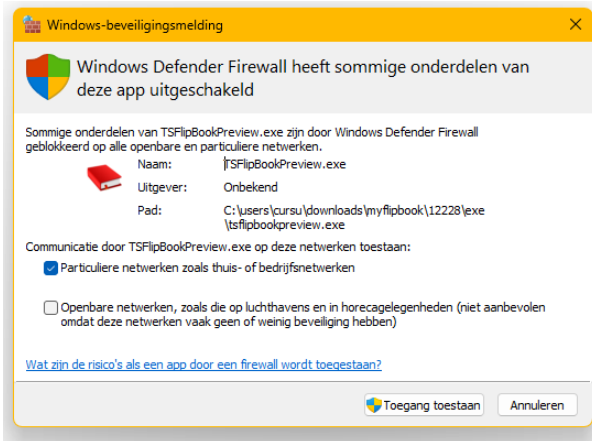 Windows-beveiligingsmelding
Windows Defender Firewall heeft sommige onderdelen van
deze app uitgeschakeld
Sommige onderdelen van TSFlipBookPreview.exe zijn door Windows Defender Firewall
geblokkeerd op alle openbare en particuliere netwerken.
Naam: TSFlipBookPreview.exe
Uitgever: Onbekend
Pad: C:\users\cursu\downloads\myflipbook\12228\exe
\tsflipbookpreview.exe
Communicatie door TSFlipBookPreview.exe op deze netwerken toestaan:
Particuliere netwerken zoals thuis- of bedrijfsnetwerken
Openbare netwerken, zoals die op luchthavens en in horecagelegenheden (niet aanbevolen
omdat deze netwerken vaak geen of weinig beveiliging hebben)
Wat zijn de risico's als een app door een firewall wordt toegestaan?
Toegang toestaan Annuleren